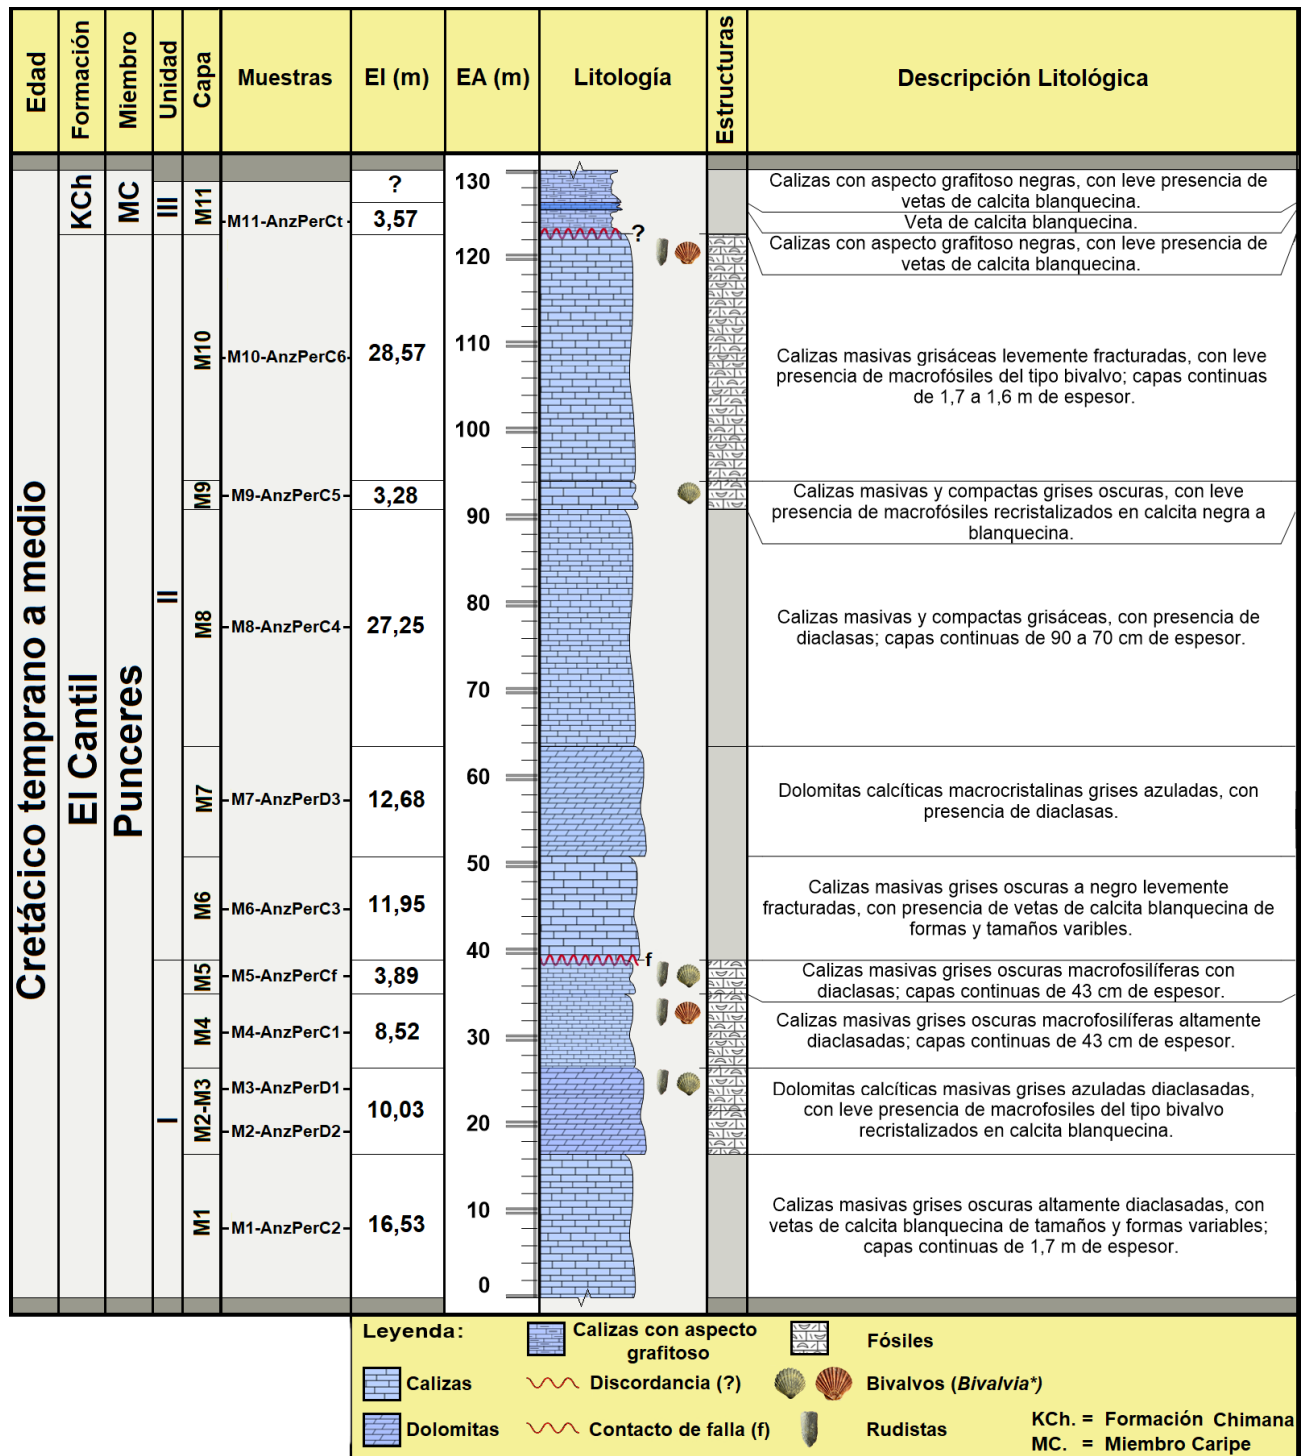 Edad
Formación
Miembro
Unidad
Capa
Muestras
EI (m)
EA (m)
Litología
Estructuras
Descripción Litológica
Cretácico temprano a medio
KCh
El Cantil
MC
Punceres
III
II
I
M11
M10
M9
M8
M7
M6
M5
M4
M2-M3
M1
M11-AnzPerCt
M10-AnzPerC6
M9-AnzPerC5
M8-AnzPerC4
M7-AnzPerD3
M6-AnzPerC3
M5-AnzPerCf
M4-AnzPerC1
M3-AnzPerD1
M2-AnzPerD2
M1-AnzPerC2
?
3,57
28,57
3,28
27,25
12,68
11,95
3,89
8,52
10,03
16,53
130
120
110
100
90
80
70
60
50
40
30
20
10
0
?
f
Calizas con aspecto grafitoso negras, con leve presencia de
vetas de calcita blanquecina.
Veta de calcita blanquecina.
Calizas con aspecto grafitoso negras, con leve presencia de
vetas de calcita blanquecina.
Calizas masivas grisáceas levemente fracturadas, con leve
presencia de macrofósiles del tipo bivalvo; capas continuas
de 1,7 a 1,6 m de espesor.
Calizas masivas y compactas grises oscuras, con leve
presencia de macrofósiles recristalizados en calcita negra a
blanquecina.
Calizas masivas y compactas grisáceas, con presencia de
diaclasas; capas continuas de 90 a 70 cm de espesor.
Dolomitas calcíticas macrocristalinas grises azuladas, con
presencia de diaclasas.
Calizas masivas grises oscuras a negro levemente
fracturadas, con presencia de vetas de calcita blanquecina de
formas y tamaños varibles.
Calizas masivas grises oscuras macrofosilíferas con
diaclasas; capas continuas de 43 cm de espesor.
Calizas masivas grises oscuras macrofosilíferas altamente
diaclasadas; capas continuas de 43 cm de espesor.
Dolomitas calcíticas masivas grises azuladas diaclasadas,
con leve presencia de macrofosiles del tipo bivalvo
recristalizados en calcita blanquecina.
Calizas masivas grises oscuras altamente diaclasadas, con
vetas de calcita blanquecina de tamaños y formas variables;
capas continuas de 1,7 m de espesor.
Leyenda:
Calizas con aspecto
grafitoso
Fósiles
Calizas
Discordancia (?)
Bivalvos (Bivalvia*)
Dolomitas
Contacto de falla (f)
Rudistas
KCh. = Formación Chimana
MC. = Miembro Caripe